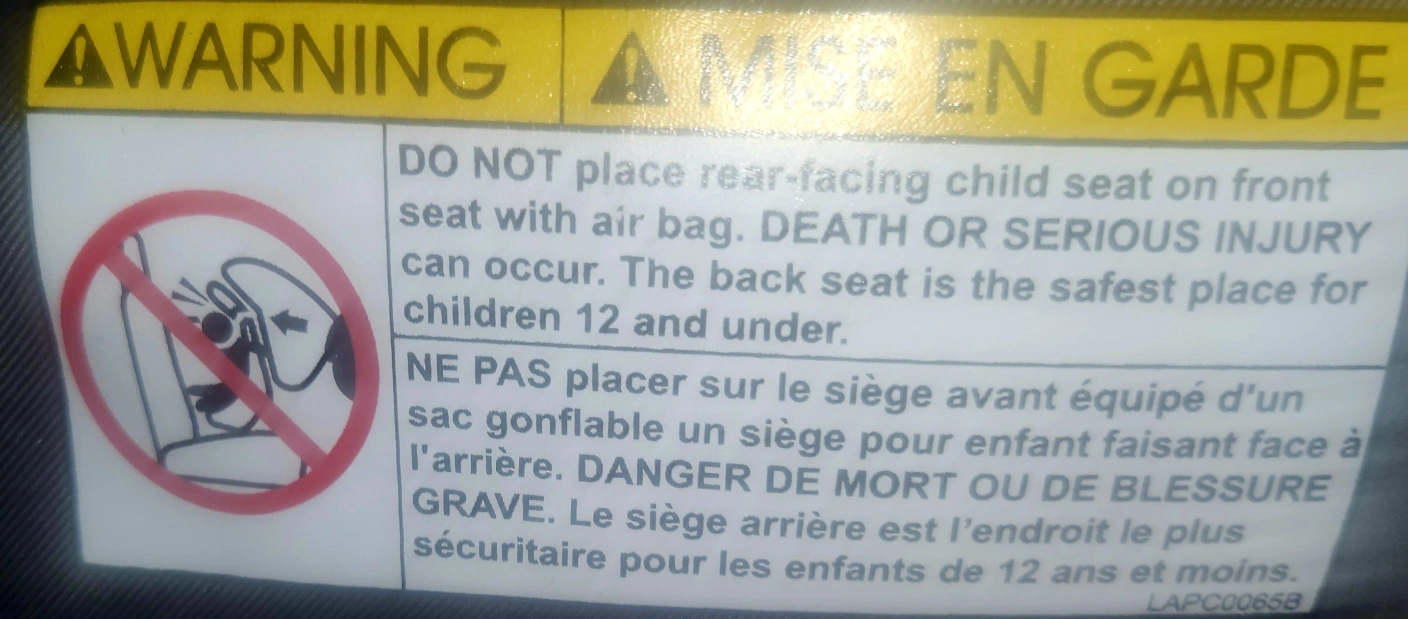 WARNING
MISE EN GARDE
DO NOT place rear-facing child seat on front
seat with air bag. DEATH OR SERIOUS INJURY
can occur. The back seat is the safest place for
children 12 and under.
NE PAS placer sur le siège avant équipé d'un
sac gonflable un siège pour enfant faisant face à
l'arrière. DANGER DE MORT OU DE BLESSURE
GRAVE. Le siège arrière est l'endroit le plus
sécuritaire pour les enfants de 12 ans et moins.
LAPC0065B